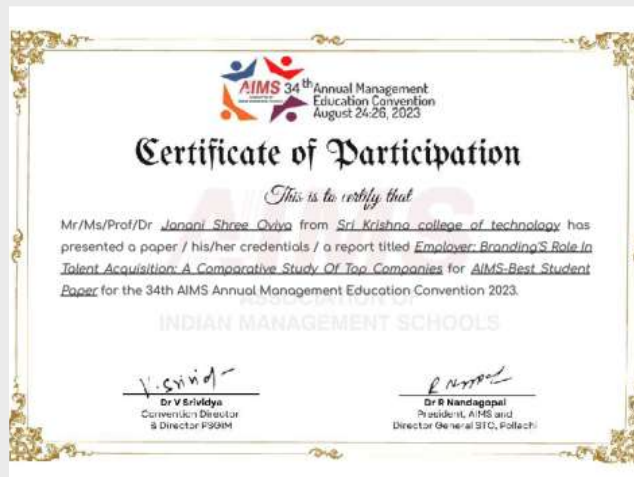 AIMS 34th Annual Management
Education Convention
August 24-26, 2023
Certificate of Participation
This is to certify that
Mr/Ms/Prof/Dr Janani Shree Oviya from Sri Krishna college of technology has
presented a paper / his/her credentials / a report titled Employer: Branding'S Role In
Talent Acquisition: A Comparative Study Of Top Companies for AIMS-Best Student
Paper for the 34th AIMS Annual Management Education Convention 2023.
AIMS
ASSOCIATION OF
INDIAN MANAGEMENT SCHOOLS
V. Srivid
Dr V Srividya
Dr R Nandagopal
Convention Director
President, AIMS and
& Director PSGIM
Director General STC, Pollachi